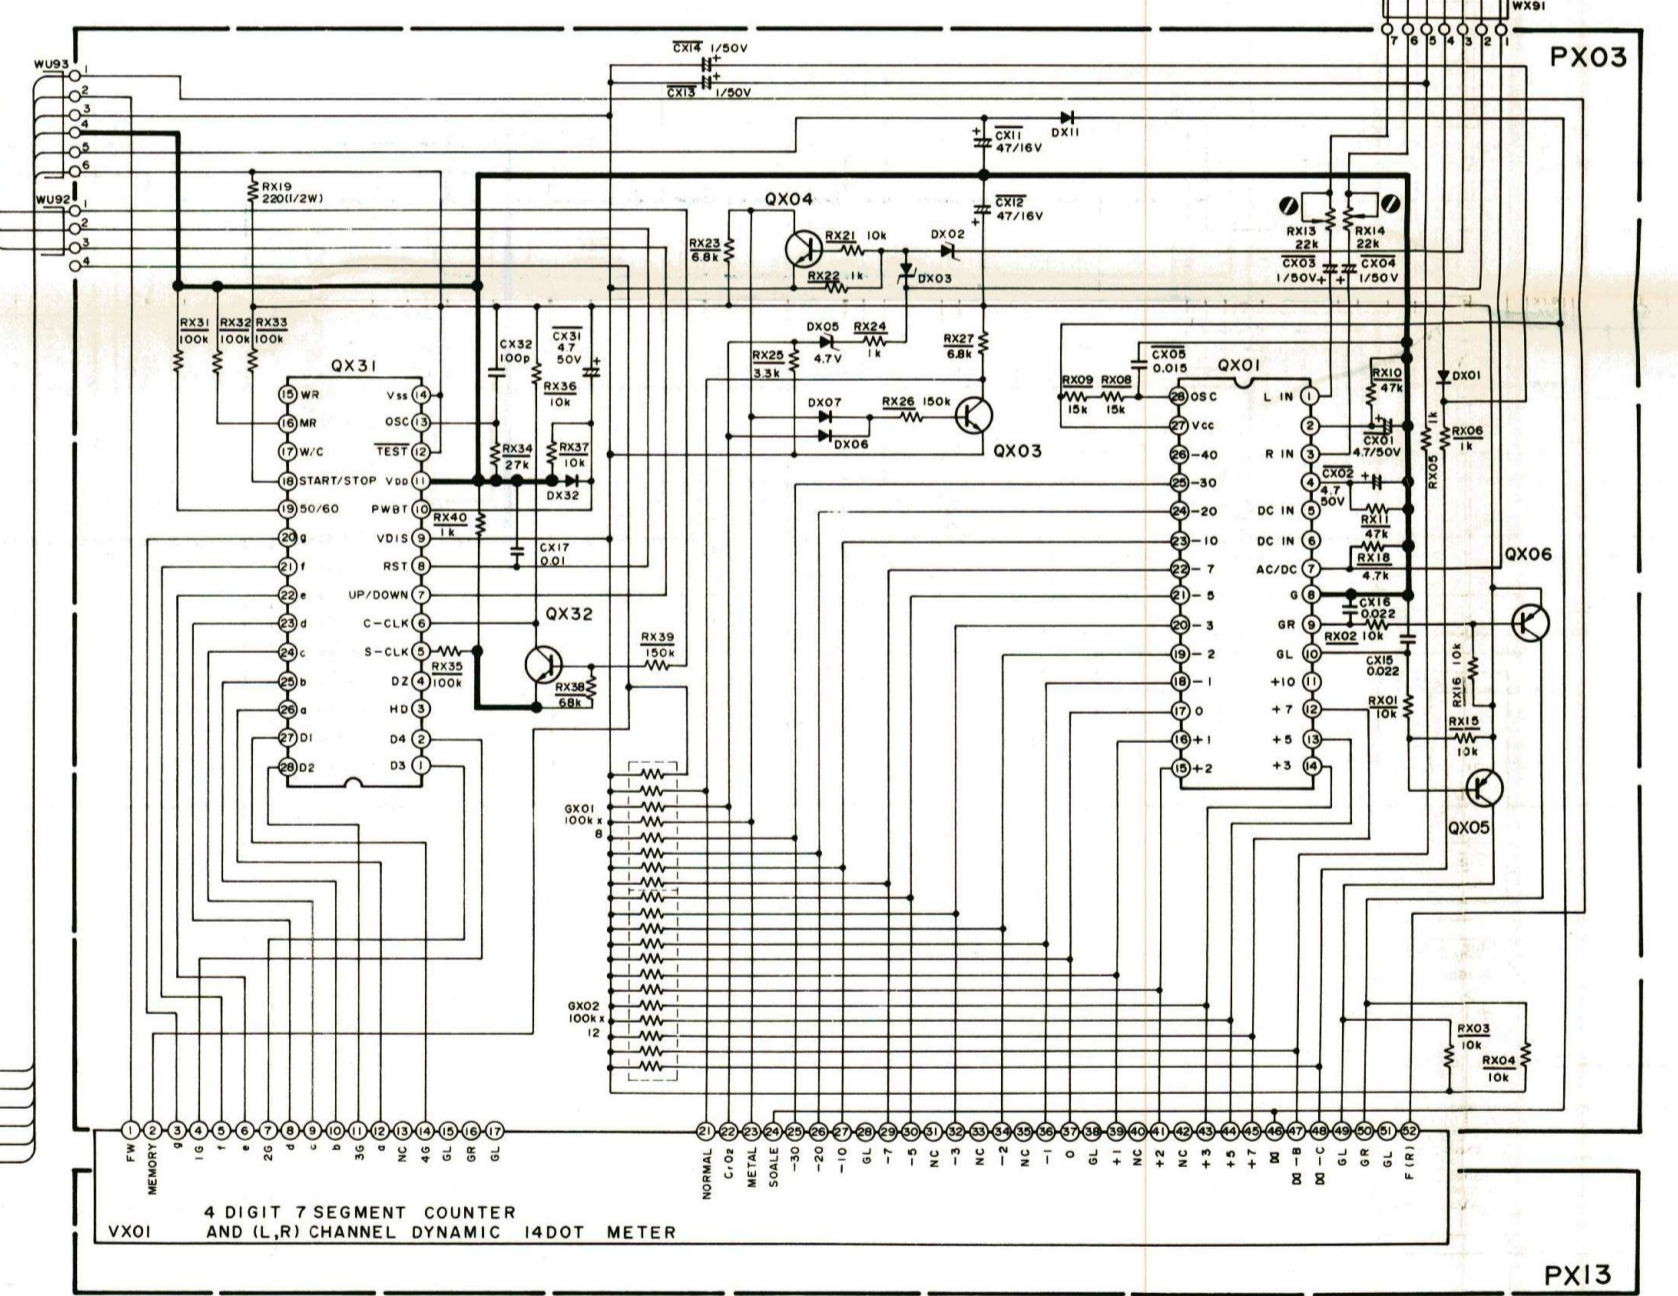 WX91
7 6 5 4 3 2 1
PX03
WU93
1
2
3
4
5
6
WU92
1
2
3
4
CX14 1/50V
CX13 1/50V
RX19
220(1/2W)
CX11
47/16V
DX11
CX12
47/16V
QX04
RX23
6.8k
RX21 10k
DX02
RX22 1k
DX03
RX13
22k
RX14
22k
CX03
1/50V
CX04
1/50V
RX31
100k
RX32
100k
RX33
100k
QX31
CX32
100p
CX31
4.7
50V
RX36
10k
RX25
3.3k
DX05
4.7V
RX24
1k
RX27
6.8k
DX07
DX06
RX26 150k
QX03
CX05
0.015
RX09
15k
RX08
15k
QX01
RX10
47k
DX01
RX05 1k
RX06
1k
CX01
4.7/50V
CX02
4.7
50V
RX11
47k
RX18
4.7k
QX06
CX16
0.022
RX02 10k
CX15
0.022
RX16 10k
RX01
10k
RX15
10k
QX05
15 WR
16 MR
17 W/C
18 START/STOP
19 50/60
20 g
21 f
22 e
23 d
24 c
25 b
26 a
27 D1
28 D2
Vss 14
OSC 13
TEST 12
VDD 11
PWBT 10
VDIS 9
RST 8
UP/DOWN 7
C-CLK 6
S-CLK 5
DZ 4
HD 3
D4 2
D3 1
RX34
27k
RX37
10k
DX32
RX40
1k
CX17
0.01
QX32
RX39
150k
RX35
100k
RX38
68k
28 OSC
27 Vcc
26 -40
25 -30
24 -20
23 -10
22 -7
21 -5
20 -3
19 -2
18 -1
17 0
16 +1
15 +2
L IN 1
2
R IN 3
4
DC IN 5
DC IN 6
AC/DC 7
G 8
GR 9
GL 10
+10 11
+7 12
+5 13
+3 14
GX01
100k x
8
GX02
100k x
12
RX03
10k
RX04
10k
1 2 3 4 5 6 7 8 9 10 11 12 13 14 15 16 17
FW MEMORY g 1G f e 2G d c b 3G a NC 4G GL GR GL
21 22 23 24 25 26 27 28 29 30 31 32 33 34 35 36 37 38 39 40 41 42 43 44 45 46 47 48 49 50 51 52
NORMAL CrO2 METAL SOALE -30 -20 -10 GL -7 -5 NC -3 NC -2 NC -1 0 GL +1 NC +2 NC +3 +5 +7 -B -C GL GR GL F(R)
4 DIGIT 7 SEGMENT COUNTER
VX01 AND (L,R) CHANNEL DYNAMIC 14DOT METER
PX13